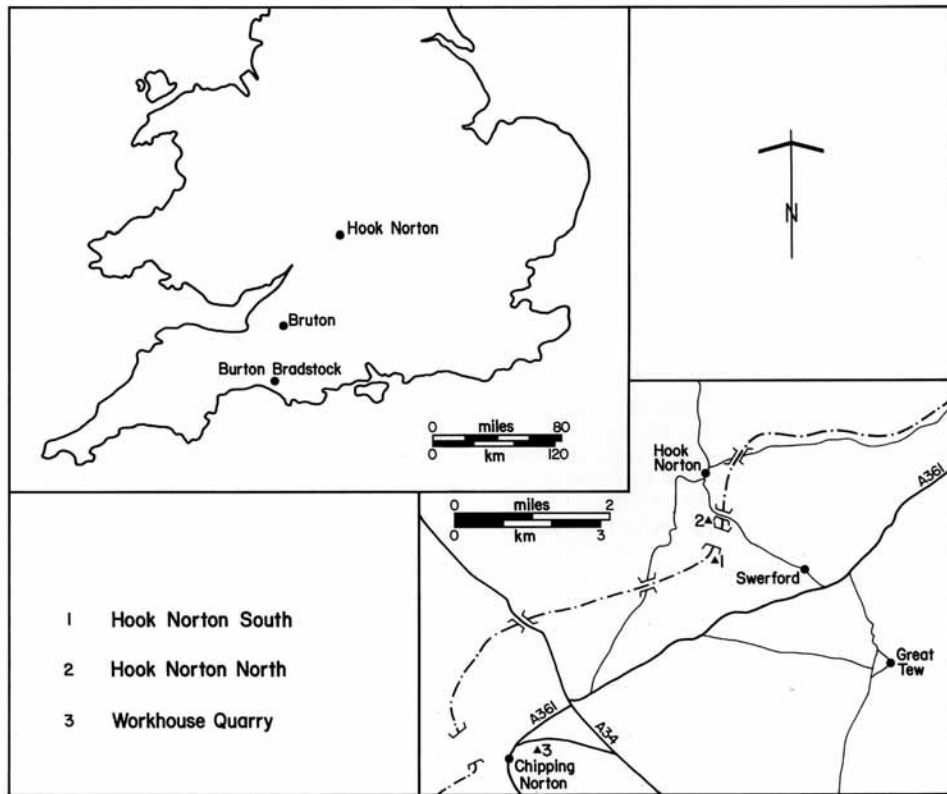 Hook Norton
Bruton
Burton Bradstock
0 miles 80
0 km 120
N
Hook
Norton
A361
0 miles 2
0 km 3
2
1
Swerford
Great
Tew
A361
A34
3
Chipping
Norton
1 Hook Norton South
2 Hook Norton North
3 Workhouse Quarry